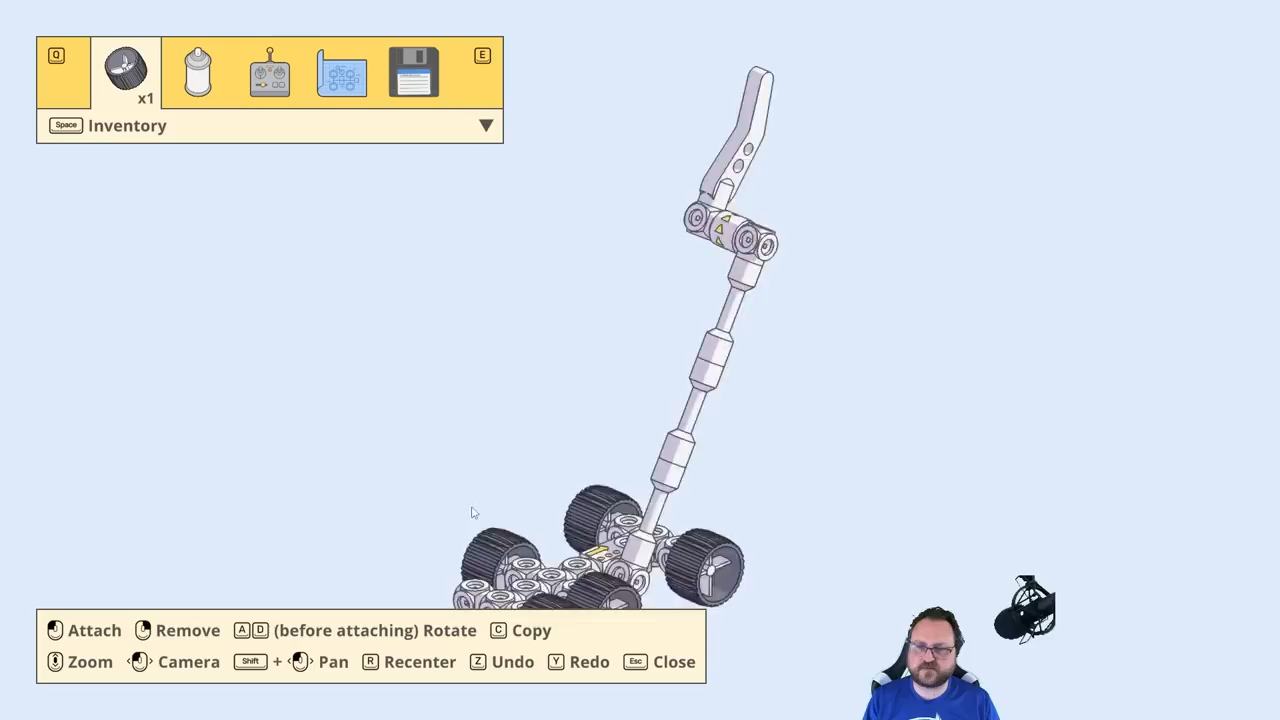 Q
E
x1
Space Inventory
Attach Remove A D (before attaching) Rotate C Copy
Zoom Camera Shift + Pan R Recenter Z Undo Y Redo Esc Close